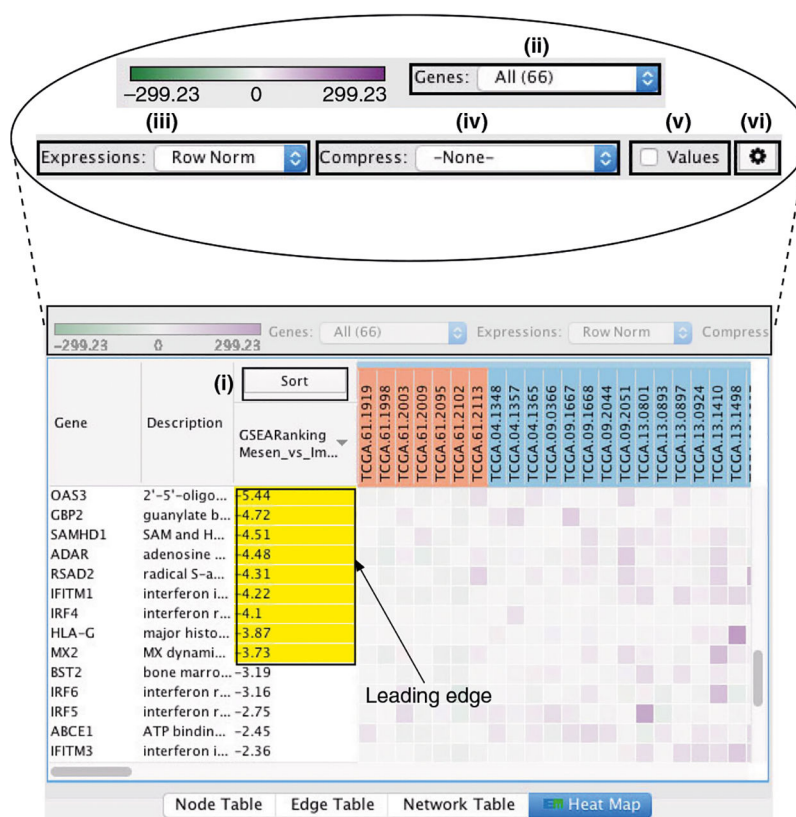 (ii)
−299.23 0 299.23
Genes: All (66)
(iii) (iv) (v) (vi)
Expressions: Row Norm
Compress: -None-
Values
−299.23 0 299.23
Genes: All (66) Expressions: Row Norm Compress
(i)
Sort
Gene
Description
GSEARanking
Mesen_vs_Im...
TCGA.61.1919
TCGA.61.1998
TCGA.61.2003
TCGA.61.2009
TCGA.61.2095
TCGA.61.2102
TCGA.61.2113
TCGA.04.1348
TCGA.04.1357
TCGA.04.1365
TCGA.09.0366
TCGA.09.1667
TCGA.09.1668
TCGA.09.2044
TCGA.09.2051
TCGA.13.0801
TCGA.13.0893
TCGA.13.0897
TCGA.13.0924
TCGA.13.1410
TCGA.13.1498
OAS3 2'-5'-oligo... −5.44
GBP2 guanylate b... −4.72
SAMHD1 SAM and H... −4.51
ADAR adenosine ... −4.48
RSAD2 radical S-a... −4.31
IFITM1 interferon i... −4.22
IRF4 interferon r... −4.1
HLA-G major histo... −3.87
MX2 MX dynami... −3.73
BST2 bone marro... −3.19
IRF6 interferon r... −3.16
IRF5 interferon r... −2.75
ABCE1 ATP bindin... −2.45
IFITM3 interferon i... −2.36
Leading edge
Node Table Edge Table Network Table EM Heat Map